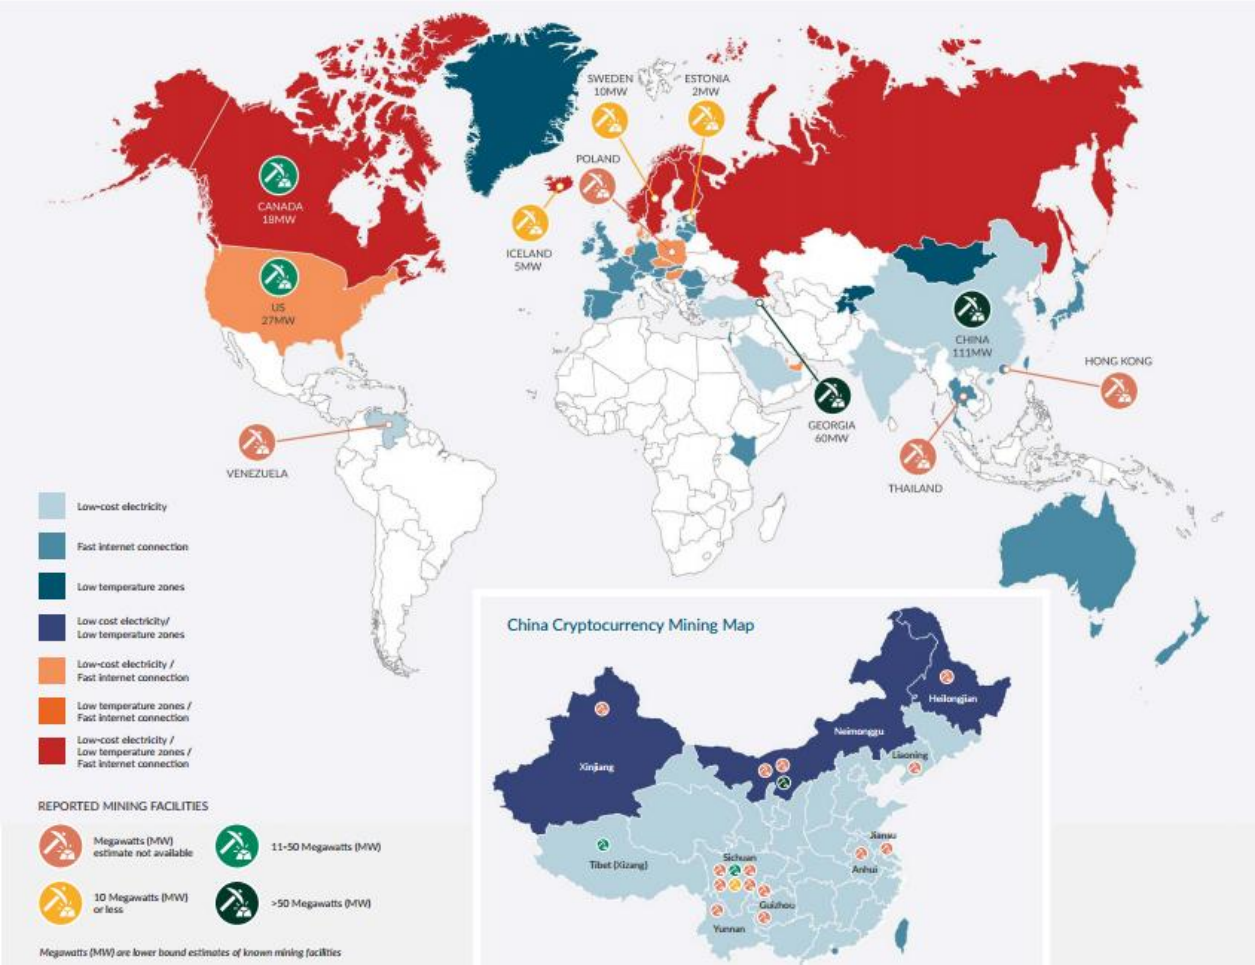 SWEDEN
10MW
ESTONIA
2MW
POLAND
CANADA
18MW
ICELAND
5MW
US
27MW
CHINA
111MW
HONG KONG
GEORGIA
60MW
VENEZUELA
THAILAND
Low-cost electricity
Fast internet connection
Low temperature zones
Low cost electricity/
Low temperature zones
Low-cost electricity /
Fast internet connection
Low temperature zones /
Fast internet connection
Low-cost electricity /
Low temperature zones /
Fast internet connection
REPORTED MINING FACILITIES
Megawatts (MW)
estimate not available
11-50 Megawatts (MW)
10 Megawatts (MW)
or less
>50 Megawatts (MW)
Megawatts (MW) are lower bound estimates of known mining facilities
China Cryptocurrency Mining Map
Heilongjian
Neimonggu
Liaoning
Xinjiang
Jiansu
Tibet (Xizang)
Sichuan
Anhui
Guizhou
Yunnan